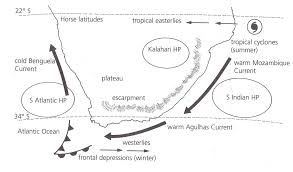 22° S
Horse latitudes
tropical easterlies
tropical cyclones
(summer)
Kalahari HP
cold Benguela
Current
warm Mozambique
Current
plateau
escarpment
S Atlantic HP
S Indian HP
34° S
Atlantic Ocean
warm Agulhas Current
westerlies
frontal depressions (winter)